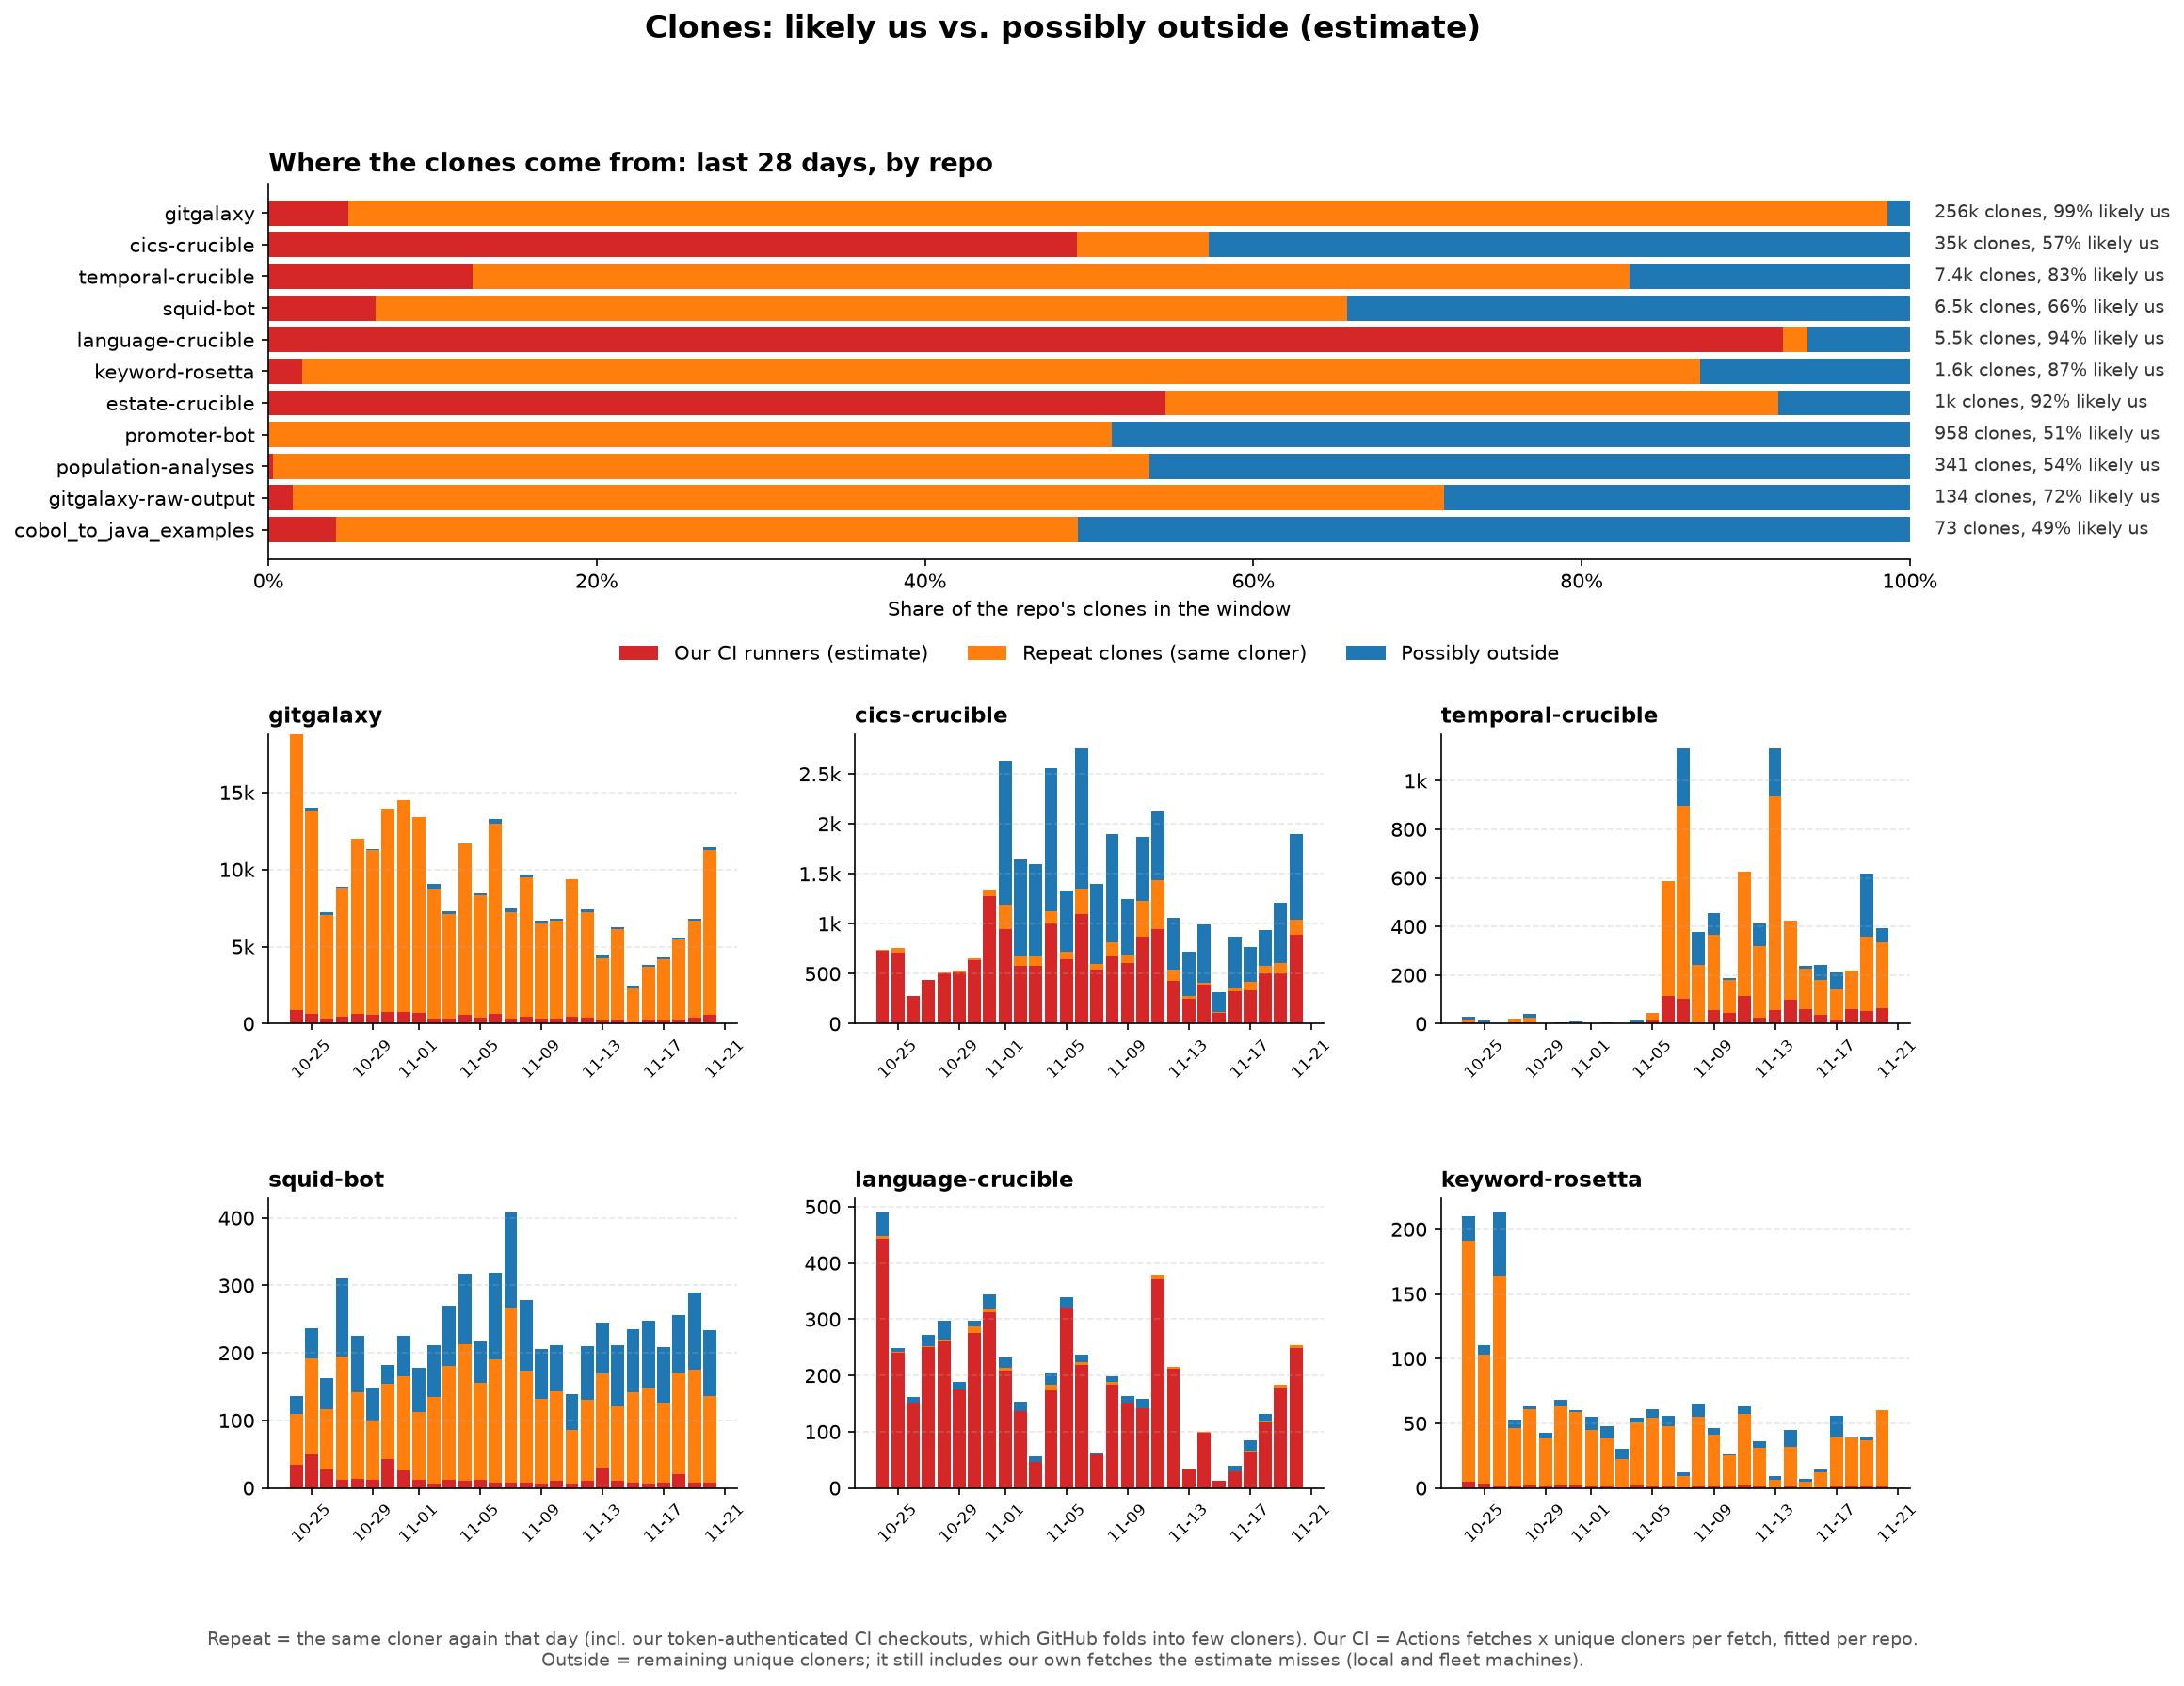 Clones: likely us vs. possibly outside (estimate)
Where the clones come from: last 28 days, by repo
gitgalaxy
256k clones, 99% likely us
cics-crucible
35k clones, 57% likely us
temporal-crucible
7.4k clones, 83% likely us
squid-bot
6.5k clones, 66% likely us
language-crucible
5.5k clones, 94% likely us
keyword-rosetta
1.6k clones, 87% likely us
estate-crucible
1k clones, 92% likely us
promoter-bot
958 clones, 51% likely us
population-analyses
341 clones, 54% likely us
gitgalaxy-raw-output
134 clones, 72% likely us
cobol_to_java_examples
73 clones, 49% likely us
0% 20% 40% 60% 80% 100%
Share of the repo's clones in the window
Our CI runners (estimate) Repeat clones (same cloner) Possibly outside
gitgalaxy
15k
10k
5k
0
10-25 10-29 11-01 11-05 11-09 11-13 11-17 11-21
cics-crucible
2.5k
2k
1.5k
1k
500
0
10-25 10-29 11-01 11-05 11-09 11-13 11-17 11-21
temporal-crucible
1k
800
600
400
200
0
10-25 10-29 11-01 11-05 11-09 11-13 11-17 11-21
squid-bot
400
300
200
100
0
10-25 10-29 11-01 11-05 11-09 11-13 11-17 11-21
language-crucible
500
400
300
200
100
0
10-25 10-29 11-01 11-05 11-09 11-13 11-17 11-21
keyword-rosetta
200
150
100
50
0
10-25 10-29 11-01 11-05 11-09 11-13 11-17 11-21
Repeat = the same cloner again that day (incl. our token-authenticated CI checkouts, which GitHub folds into few cloners). Our CI = Actions fetches x unique cloners per fetch, fitted per repo.
Outside = remaining unique cloners; it still includes our own fetches the estimate misses (local and fleet machines).